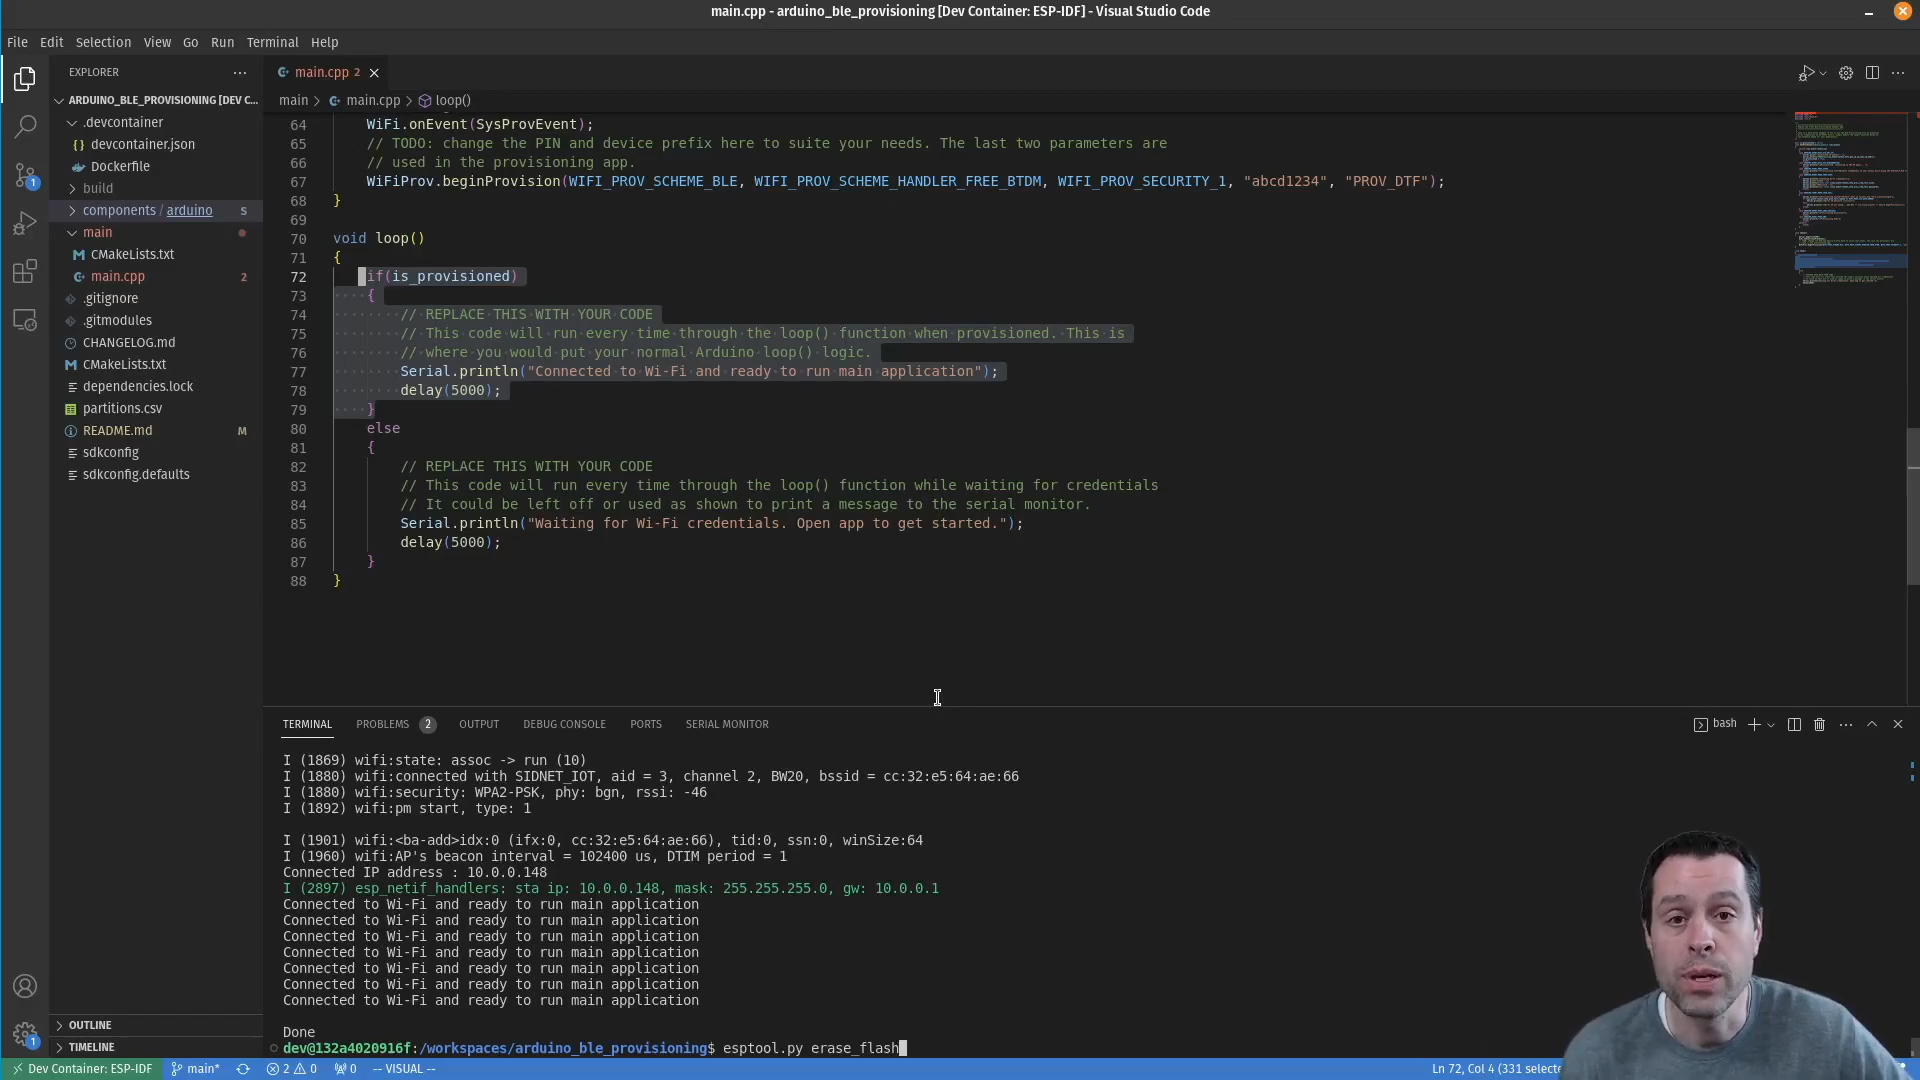 main.cpp - arduino_ble_provisioning [Dev Container: ESP-IDF] - Visual Studio Code
File Edit Selection View Go Run Terminal Help
EXPLORER
ARDUINO_BLE_PROVISIONING [DEV C...
.devcontainer
devcontainer.json
Dockerfile
build
components / arduino S
main
CMakeLists.txt
main.cpp 2
.gitignore
.gitmodules
CHANGELOG.md
CMakeLists.txt
dependencies.lock
partitions.csv
README.md M
sdkconfig
sdkconfig.defaults
OUTLINE
TIMELINE
main.cpp 2
main > main.cpp > loop()
64 WiFi.onEvent(SysProvEvent);
65 // TODO: change the PIN and device prefix here to suite your needs. The last two parameters are
66 // used in the provisioning app.
67 WiFiProv.beginProvision(WIFI_PROV_SCHEME_BLE, WIFI_PROV_SCHEME_HANDLER_FREE_BTDM, WIFI_PROV_SECURITY_1, "abcd1234", "PROV_DTF");
68 }
69
70 void loop()
71 {
72 if(is_provisioned)
73 {
74 // REPLACE THIS WITH YOUR CODE
75 // This code will run every time through the loop() function when provisioned. This is
76 // where you would put your normal Arduino loop() logic.
77 Serial.println("Connected to Wi-Fi and ready to run main application");
78 delay(5000);
79 }
80 else
81 {
82 // REPLACE THIS WITH YOUR CODE
83 // This code will run every time through the loop() function while waiting for credentials
84 // It could be left off or used as shown to print a message to the serial monitor.
85 Serial.println("Waiting for Wi-Fi credentials. Open app to get started.");
86 delay(5000);
87 }
88 }
TERMINAL PROBLEMS 2 OUTPUT DEBUG CONSOLE PORTS SERIAL MONITOR bash
I (1869) wifi:state: assoc -> run (10)
I (1880) wifi:connected with SIDNET_IOT, aid = 3, channel 2, BW20, bssid = cc:32:e5:64:ae:66
I (1880) wifi:security: WPA2-PSK, phy: bgn, rssi: -46
I (1892) wifi:pm start, type: 1
I (1901) wifi:<ba-add>idx:0 (ifx:0, cc:32:e5:64:ae:66), tid:0, ssn:0, winSize:64
I (1960) wifi:AP's beacon interval = 102400 us, DTIM period = 1
Connected IP address : 10.0.0.148
I (2897) esp_netif_handlers: sta ip: 10.0.0.148, mask: 255.255.255.0, gw: 10.0.0.1
Connected to Wi-Fi and ready to run main application
Connected to Wi-Fi and ready to run main application
Connected to Wi-Fi and ready to run main application
Connected to Wi-Fi and ready to run main application
Connected to Wi-Fi and ready to run main application
Connected to Wi-Fi and ready to run main application
Connected to Wi-Fi and ready to run main application
Done
dev@132a4020916f:/workspaces/arduino_ble_provisioning$ esptool.py erase_flash
Dev Container: ESP-IDF main* 2 0 0 -- VISUAL -- Ln 72, Col 4 (331 selecte
1
1